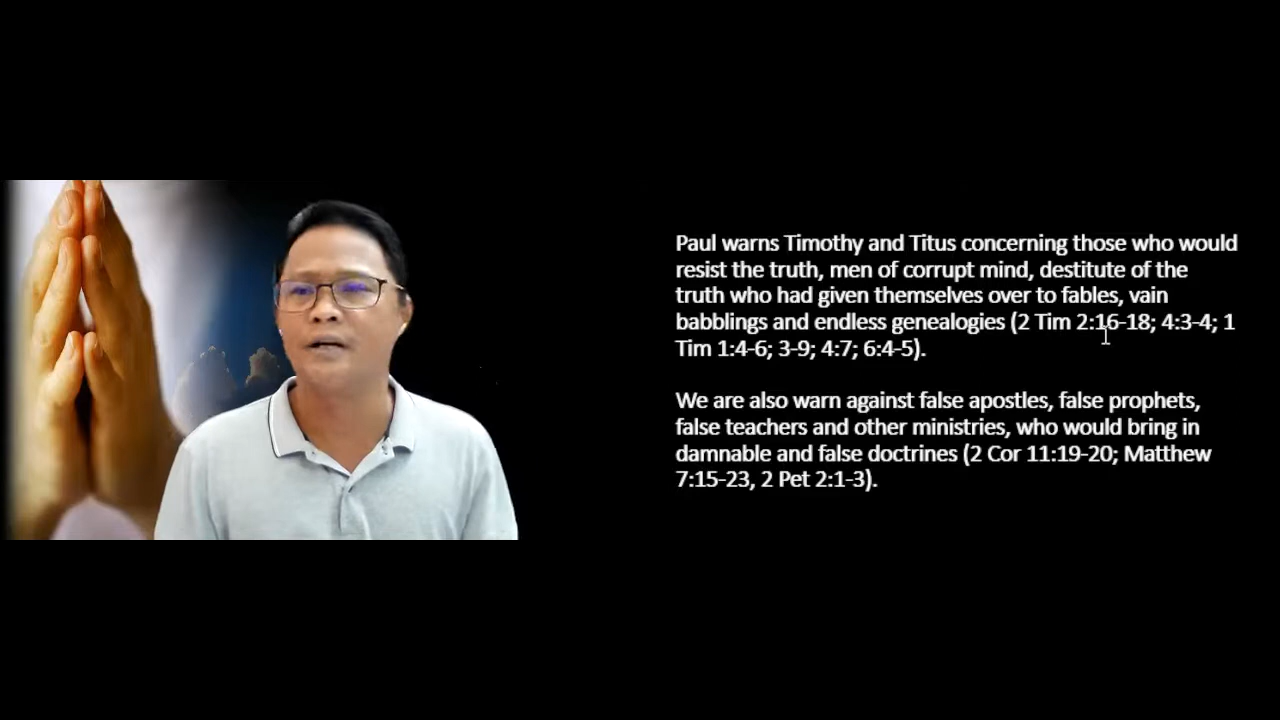 Paul warns Timothy and Titus concerning those who would
resist the truth, men of corrupt mind, destitute of the
truth who had given themselves over to fables, vain
babblings and endless genealogies (2 Tim 2:16-18; 4:3-4; 1
Tim 1:4-6; 3-9; 4:7; 6:4-5).
We are also warn against false apostles, false prophets,
false teachers and other ministries, who would bring in
damnable and false doctrines (2 Cor 11:19-20; Matthew
7:15-23, 2 Pet 2:1-3).